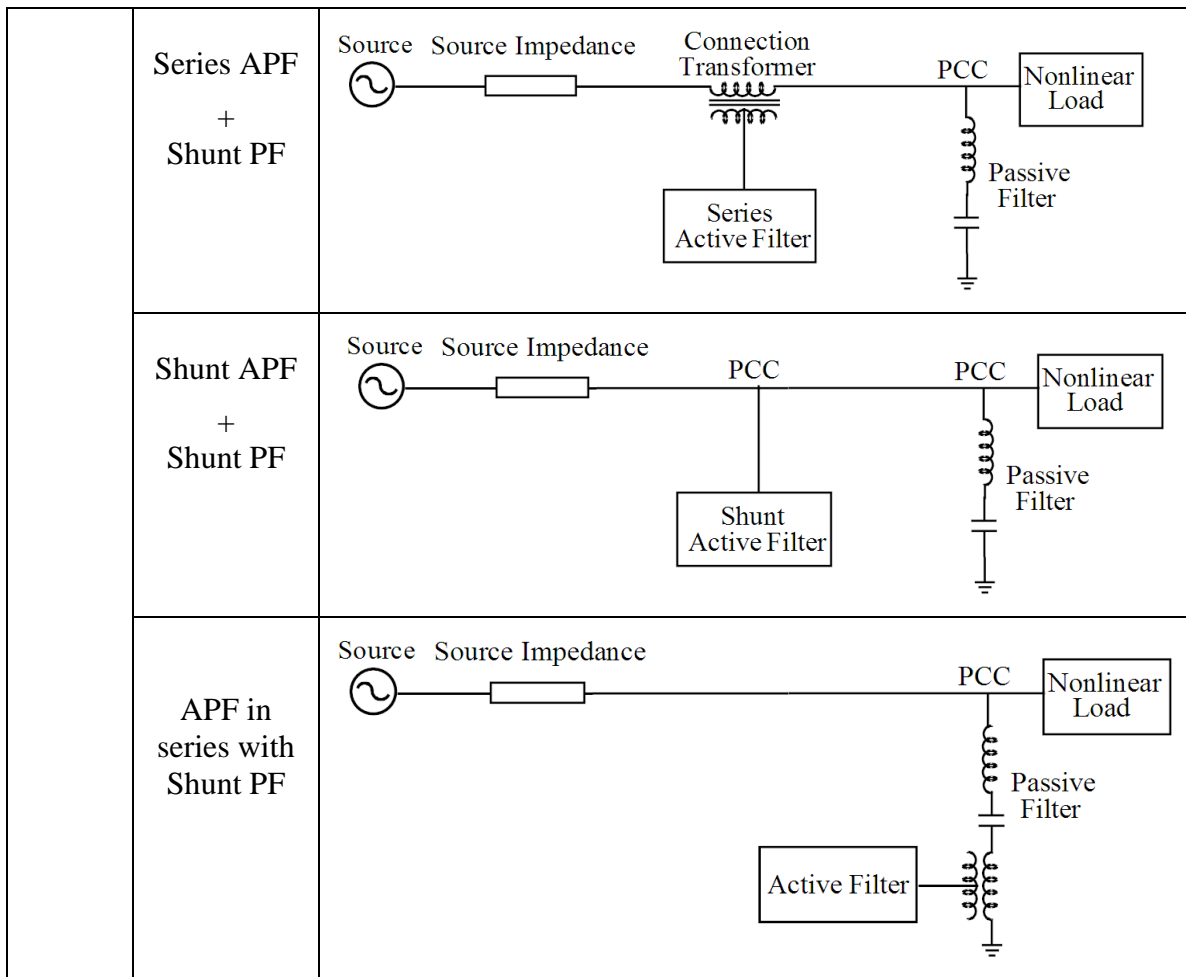 Series APF
+
Shunt PF
Source
Source Impedance
Connection
Transformer
PCC
Nonlinear
Load
Passive
Filter
Series
Active Filter
Shunt APF
+
Shunt PF
Source
Source Impedance
PCC
PCC
Nonlinear
Load
Passive
Filter
Shunt
Active Filter
APF in
series with
Shunt PF
Source
Source Impedance
PCC
Nonlinear
Load
Passive
Filter
Active Filter